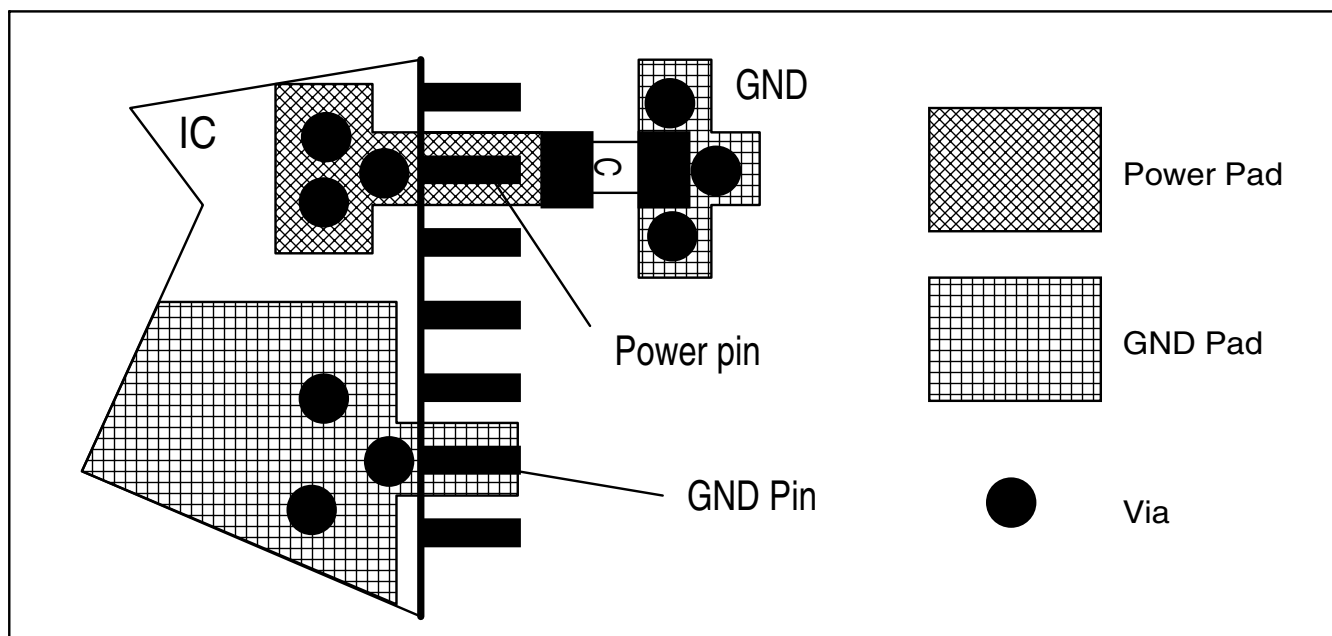 IC
GND
C
Power pin
GND Pin
Power Pad
GND Pad
Via